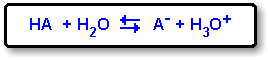 HA + H₂O ⇆ A⁻ + H₃O⁺